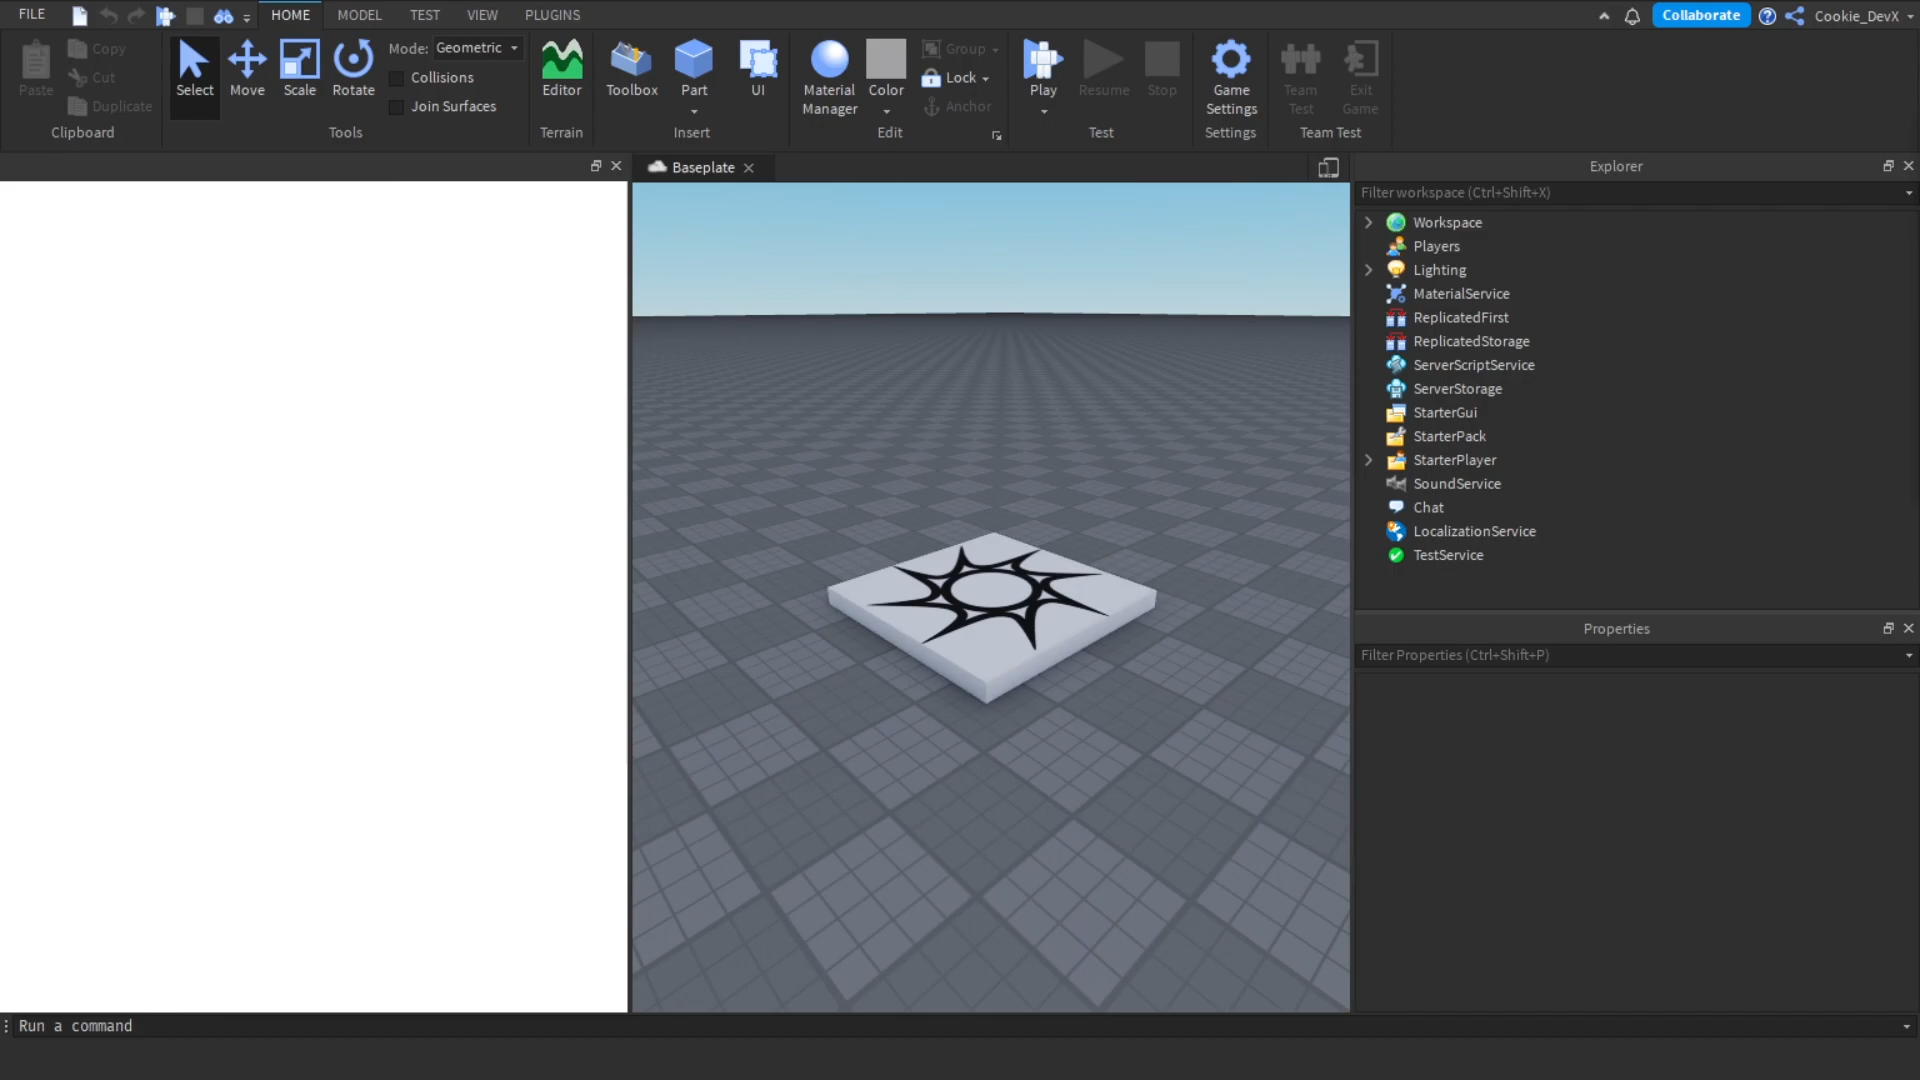 FILE
HOME
MODEL
TEST
VIEW
PLUGINS
Collaborate
Cookie_DevX
Paste
Copy
Cut
Duplicate
Clipboard
Select
Move
Scale
Rotate
Mode: Geometric
Collisions
Join Surfaces
Tools
Editor
Terrain
Toolbox
Part
UI
Insert
Material
Manager
Color
Group
Lock
Anchor
Edit
Play
Resume
Stop
Test
Game
Settings
Settings
Team
Test
Exit
Game
Team Test
Baseplate
Explorer
Filter workspace (Ctrl+Shift+X)
Workspace
Players
Lighting
MaterialService
ReplicatedFirst
ReplicatedStorage
ServerScriptService
ServerStorage
StarterGui
StarterPack
StarterPlayer
SoundService
Chat
LocalizationService
TestService
Properties
Filter Properties (Ctrl+Shift+P)
Run a command